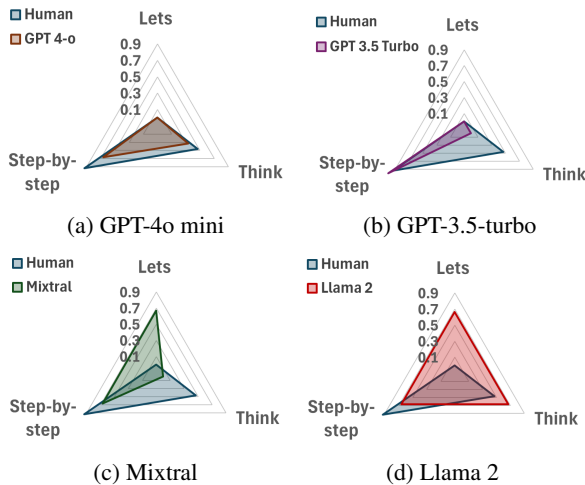 Human
GPT 4-o
Lets
0.9
0.7
0.5
0.3
0.1
Step-by-
step
Think
(a) GPT-4o mini
Human
GPT 3.5 Turbo
Lets
0.9
0.7
0.5
0.3
0.1
Step-by-
step
Think
(b) GPT-3.5-turbo
Human
Mixtral
Lets
0.9
0.7
0.5
0.3
0.1
Step-by-
step
Think
(c) Mixtral
Human
Llama 2
Lets
0.9
0.7
0.5
0.3
0.1
Step-by-
step
Think
(d) Llama 2